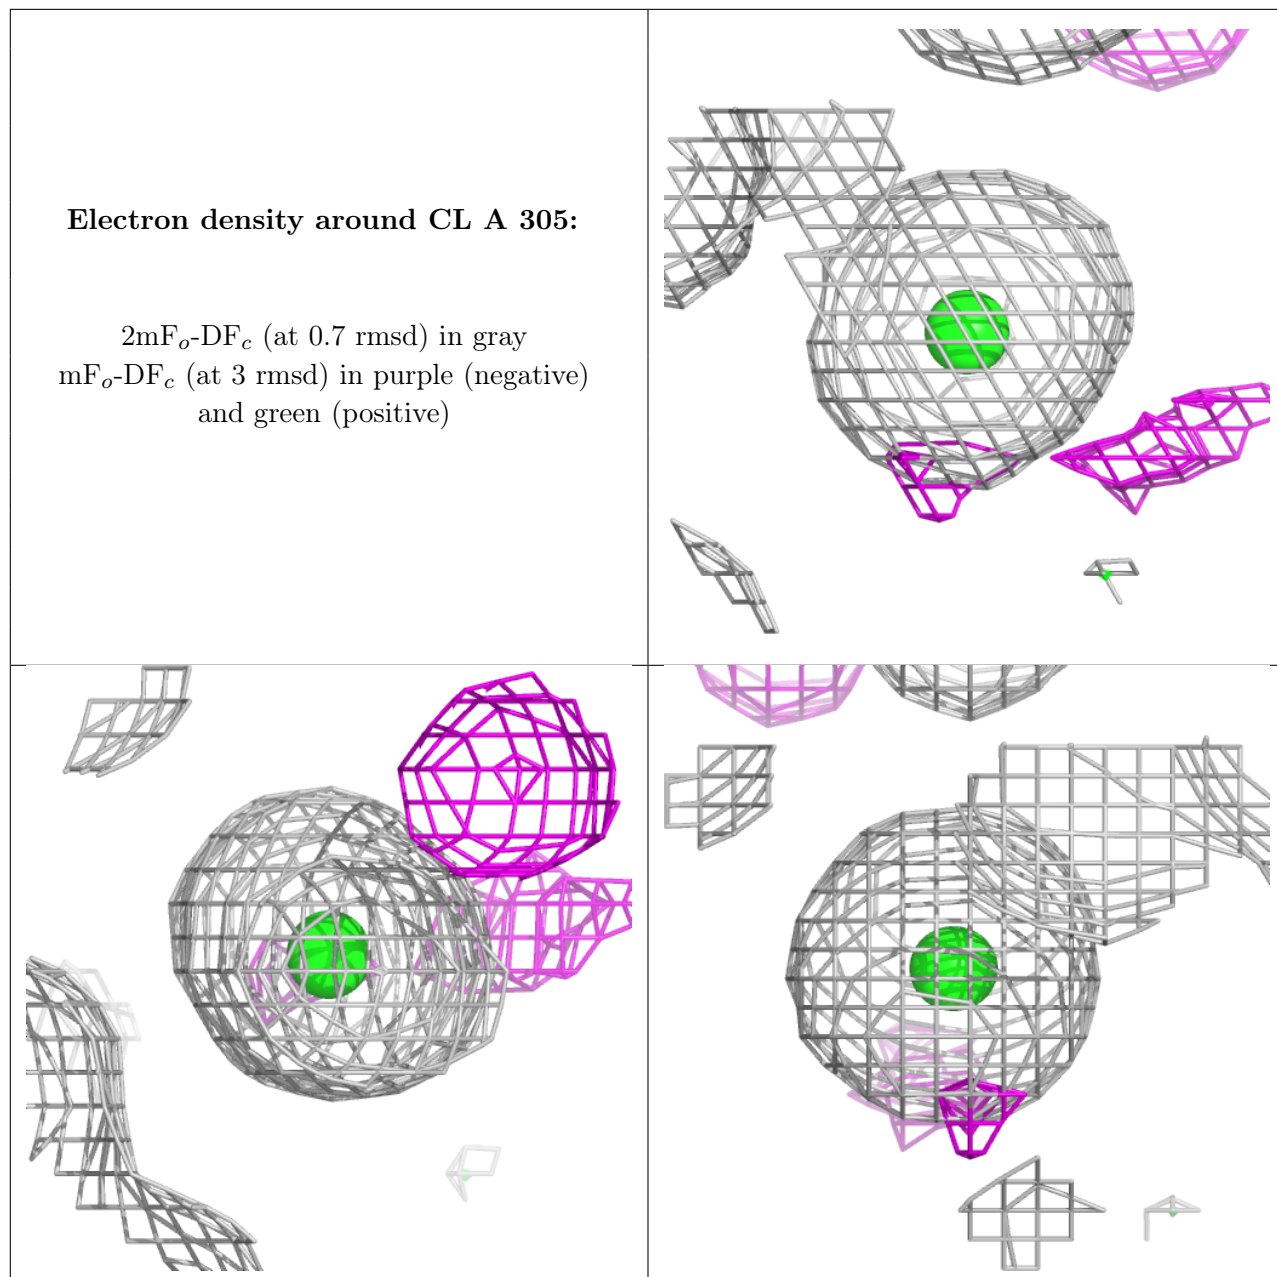 Electron density around CL A 305:
2mFo-DFc (at 0.7 rmsd) in gray
mFo-DFc (at 3 rmsd) in purple (negative)
and green (positive)